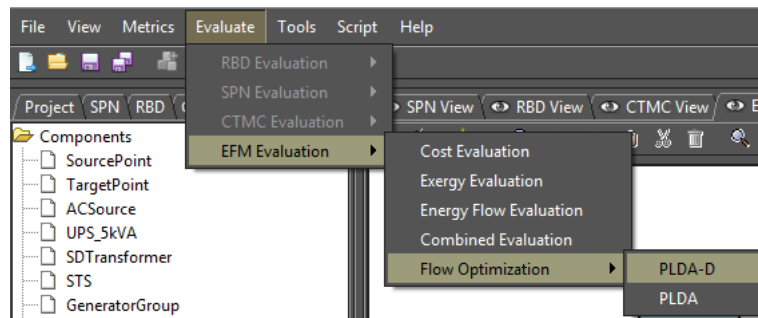 File View Metrics Evaluate Tools Script Help
RBD Evaluation
SPN Evaluation
CTMC Evaluation
EFM Evaluation
Project SPN RBD
SPN View RBD View CTMC View
Components
SourcePoint
TargetPoint
ACSource
UPS_5kVA
SDTransformer
STS
GeneratorGroup
Cost Evaluation
Exergy Evaluation
Energy Flow Evaluation
Combined Evaluation
Flow Optimization
PLDA-D
PLDA